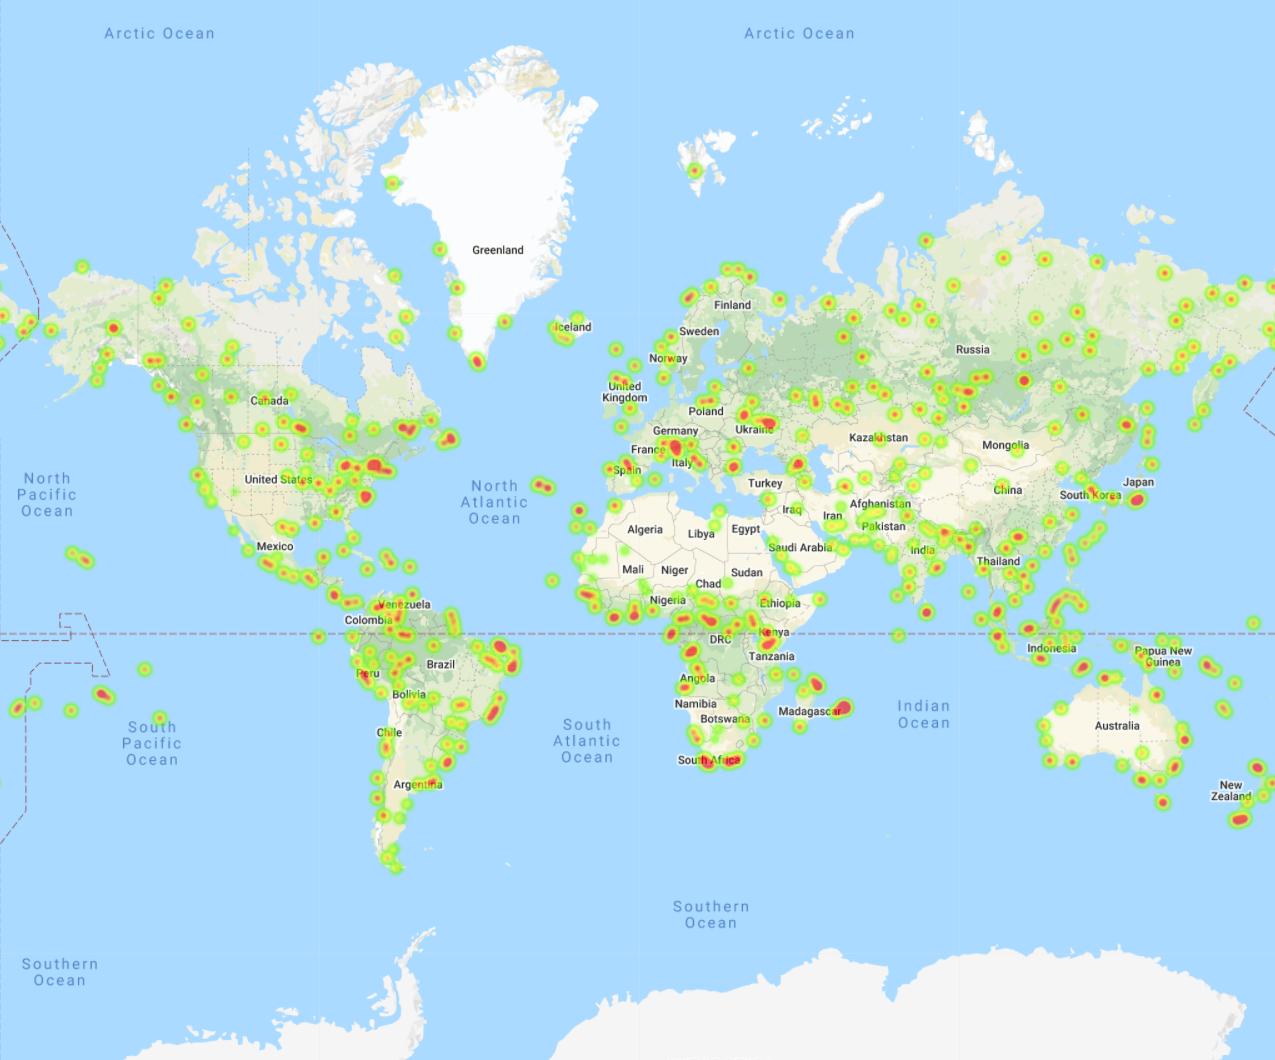 Arctic Ocean
Arctic Ocean
Greenland
Iceland
Finland
Sweden
Norway
Russia
United
Kingdom
Canada
Poland
Ukraine
Germany
Kazakhstan
Mongolia
France
Italy
Spain
North
Pacific
Ocean
United States
North
Atlantic
Ocean
Turkey
China
South Korea
Japan
Iraq
Iran
Afghanistan
Pakistan
Algeria
Libya
Egypt
Mexico
Saudi Arabia
India
Thailand
Mali
Niger
Chad
Sudan
Venezuela
Colombia
Nigeria
Ethiopia
DRC
Kenya
Tanzania
Indonesia
Papua New
Guinea
Brazil
Peru
Bolivia
Angola
Namibia
Botswana
Madagascar
Indian
Ocean
Australia
South
Pacific
Ocean
South
Atlantic
Ocean
Chile
South Africa
Argentina
New
Zealand
Southern
Ocean
Southern
Ocean